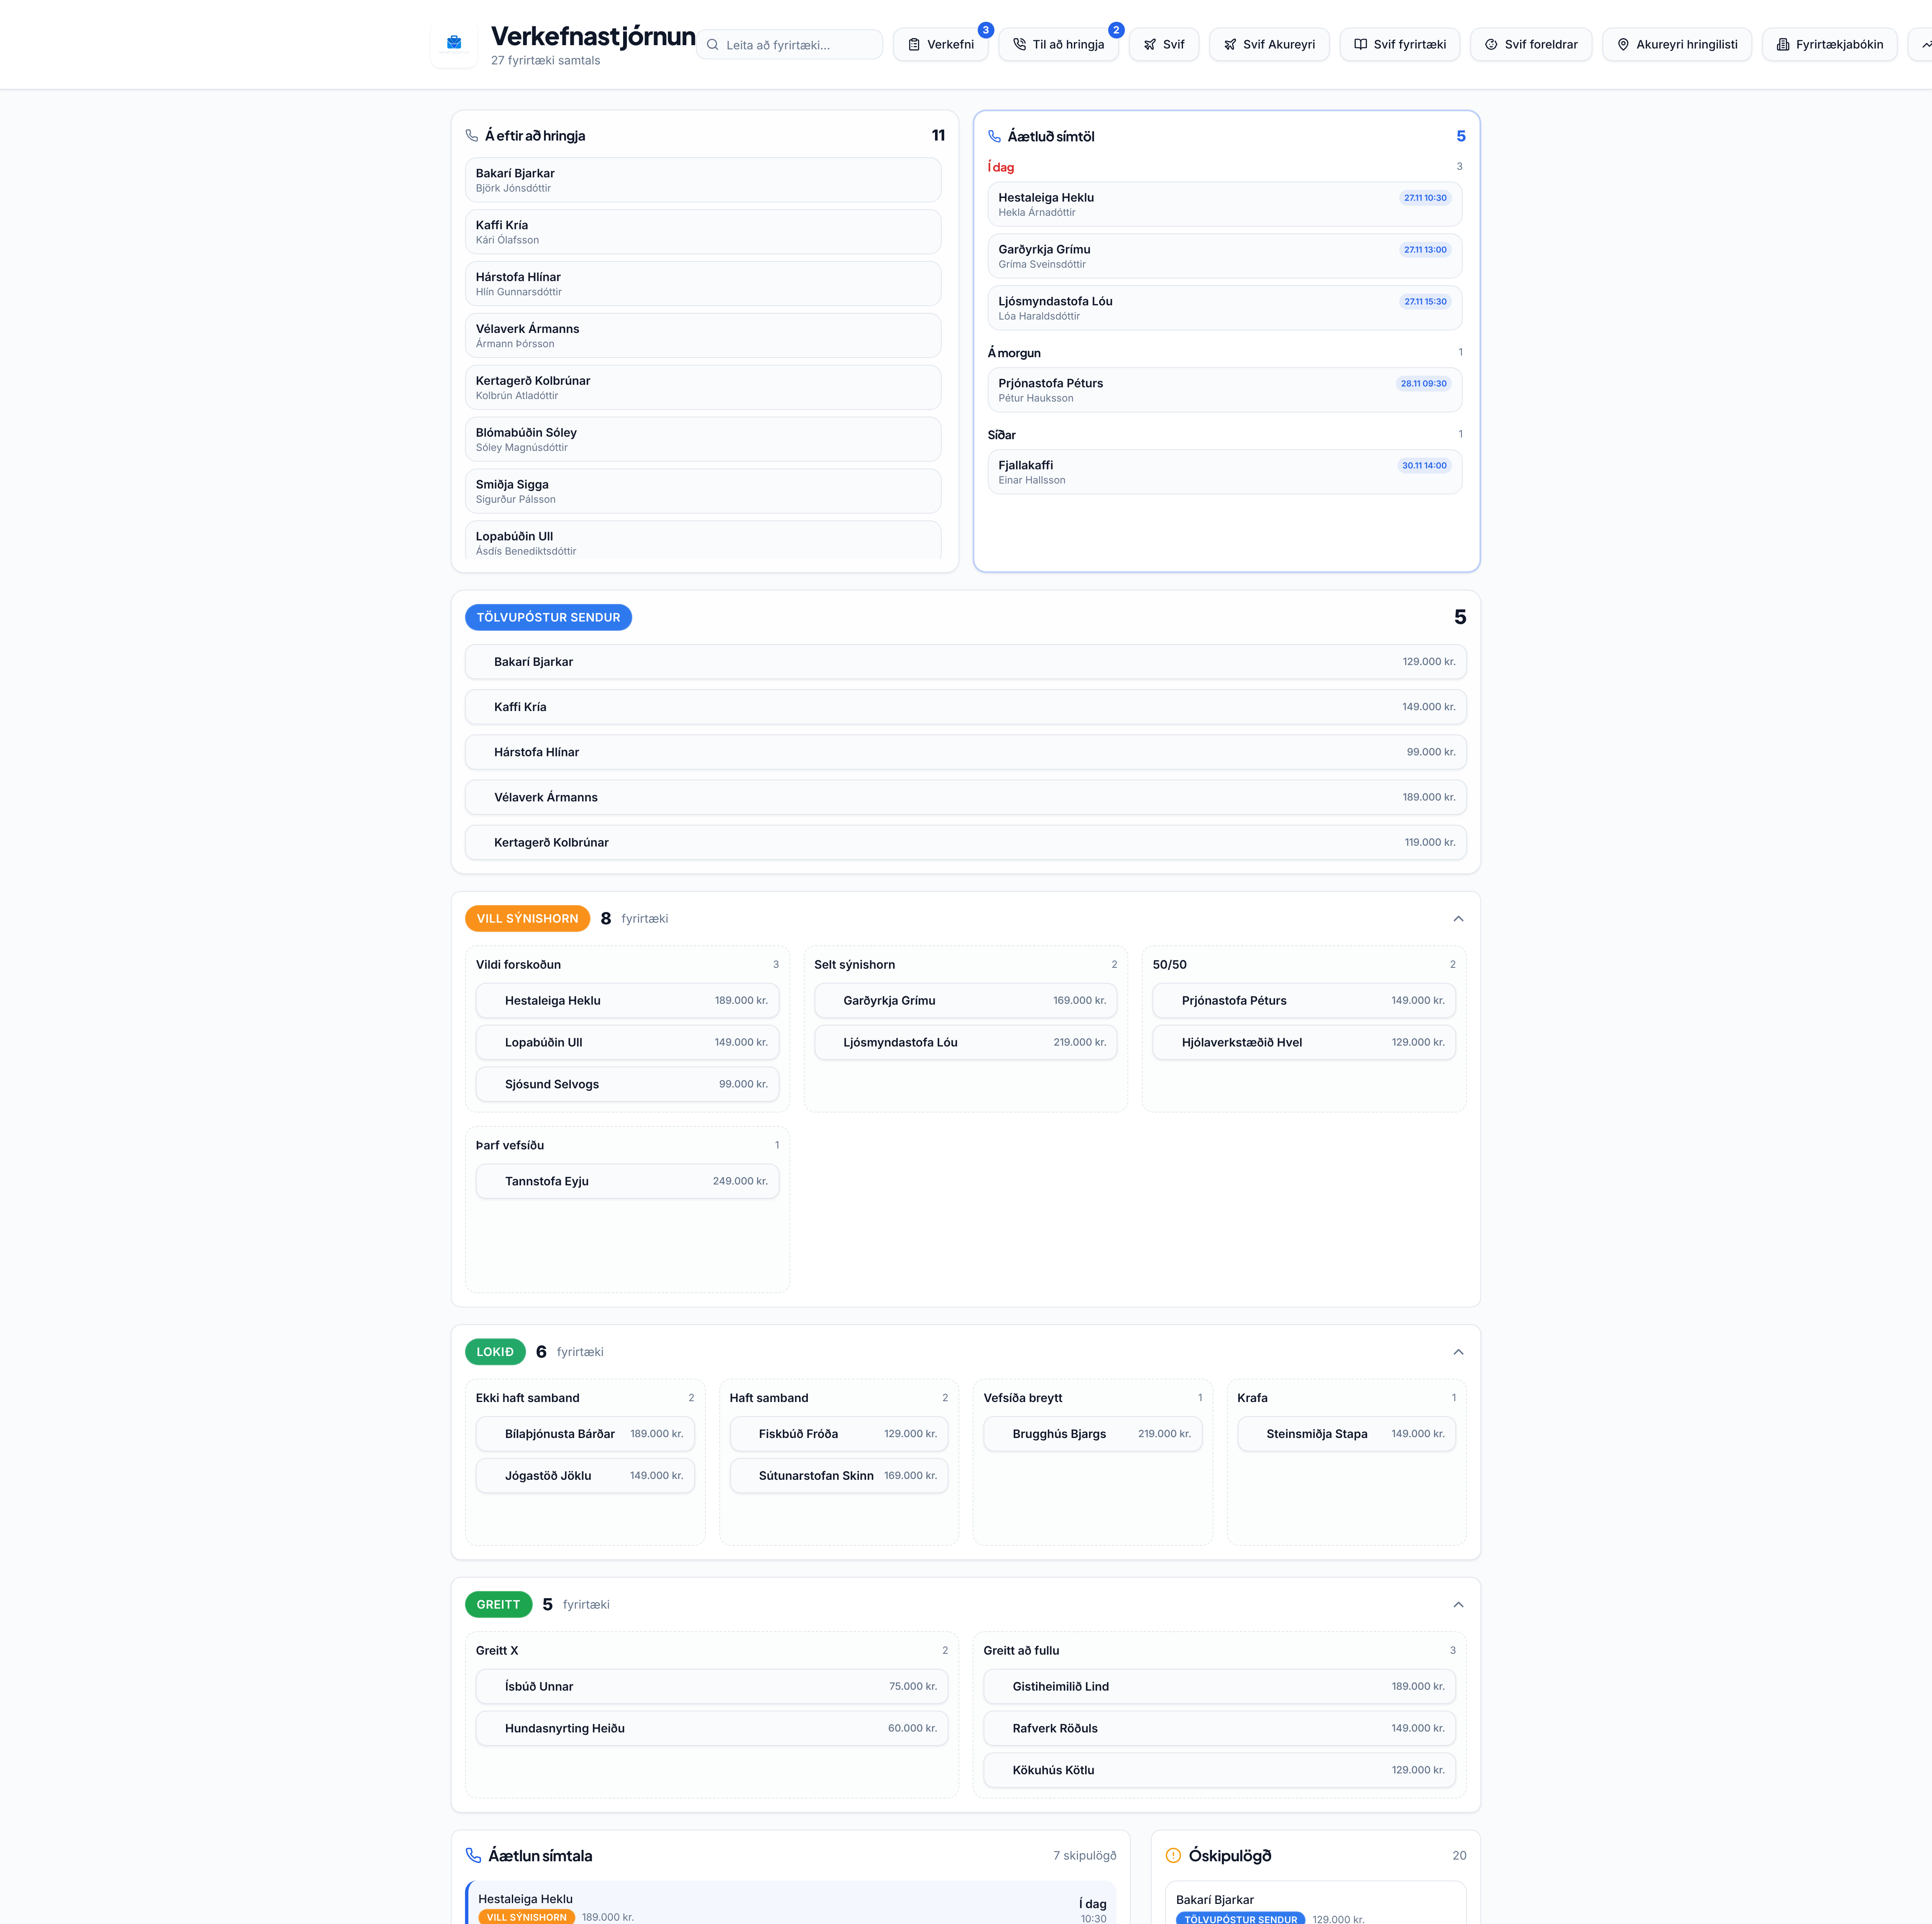 Verkefnastjórnun
27 fyrirtæki samtals
Leita að fyrirtæki...
Verkefni
3
Til að hringja
2
Svif
Svif Akureyri
Svif fyrirtæki
Svif foreldrar
Akureyri hringilisti
Fyrirtækjabókin
Á eftir að hringja 11
Bakarí Bjarkar
Björk Jónsdóttir
Kaffi Kría
Kári Ólafsson
Hárstofa Hlínar
Hlín Gunnarsdóttir
Vélaverk Ármanns
Ármann Þórsson
Kertagerð Kolbrúnar
Kolbrún Atladóttir
Blómabúðin Sóley
Sóley Magnúsdóttir
Smiðja Sigga
Sigurður Pálsson
Lopabúðin Ull
Ásdís Benediktsdóttir
Áætluð símtöl 5
Í dag 3
Hestaleiga Heklu 27.11 10:30
Hekla Árnadóttir
Garðyrkja Grímu 27.11 13:00
Gríma Sveinsdóttir
Ljósmyndastofa Lóu 27.11 15:30
Lóa Haraldsdóttir
Á morgun 1
Prjónastofa Péturs 28.11 09:30
Pétur Hauksson
Síðar 1
Fjallakaffi 30.11 14:00
Einar Hallsson
TÖLVUPÓSTUR SENDUR 5
Bakarí Bjarkar 129.000 kr.
Kaffi Kría 149.000 kr.
Hárstofa Hlínar 99.000 kr.
Vélaverk Ármanns 189.000 kr.
Kertagerð Kolbrúnar 119.000 kr.
VILL SÝNISHORN 8 fyrirtæki
Vildi forskoðun 3
Hestaleiga Heklu 189.000 kr.
Lopabúðin Ull 149.000 kr.
Sjósund Selvogs 99.000 kr.
Selt sýnishorn 2
Garðyrkja Grímu 169.000 kr.
Ljósmyndastofa Lóu 219.000 kr.
50/50 2
Prjónastofa Péturs 149.000 kr.
Hjólaverkstæðið Hvel 129.000 kr.
Þarf vefsíðu 1
Tannstofa Eyju 249.000 kr.
LOKIÐ 6 fyrirtæki
Ekki haft samband 2
Bílaþjónusta Bárðar 189.000 kr.
Jógastöð Jöklu 149.000 kr.
Haft samband 2
Fiskbúð Fróða 129.000 kr.
Sútunarstofan Skinn 169.000 kr.
Vefsíða breytt 1
Brugghús Bjargs 219.000 kr.
Krafa 1
Steinsmiðja Stapa 149.000 kr.
GREITT 5 fyrirtæki
Greitt X 2
Ísbúð Unnar 75.000 kr.
Hundasnyrting Heiðu 60.000 kr.
Greitt að fullu 3
Gistiheimilið Lind 189.000 kr.
Rafverk Röðuls 149.000 kr.
Kökuhús Kötlu 129.000 kr.
Áætlun símtala 7 skipulögð
Hestaleiga Heklu Í dag
VILL SÝNISHORN 189.000 kr. 10:30
Óskipulögð 20
Bakarí Bjarkar
TÖLVUPÓSTUR SENDUR 129.000 kr.